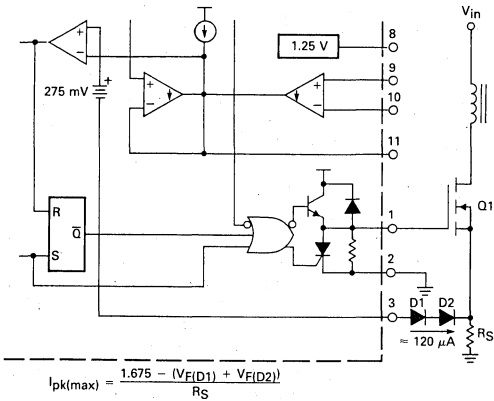 V_in
8
1.25 V
9
+
−
+
−
10
275 mV
+
−
11
Q1
R
Q̅
S
1
2
3
D1 D2
≈ 120 μA
R_S
I_pk(max) = 1.675 − (V_F(D1) + V_F(D2)) / R_S